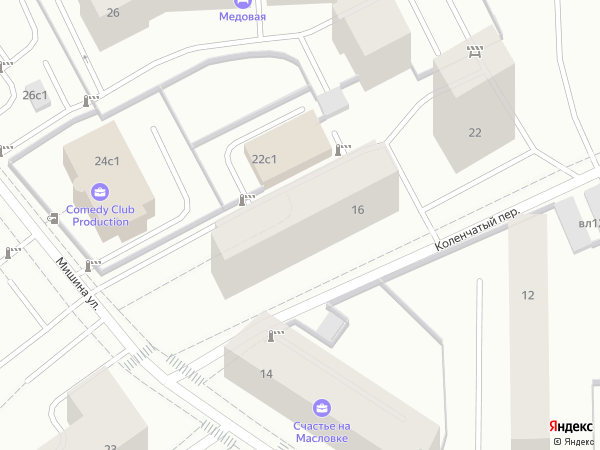 26
Медовая
26с1
22
24с1
22с1
Comedy Club
Production
16
Коленчатый пер.
Мишина ул.
12
14
Счастье на
Масловке
23
Яндекс
© Яндекс